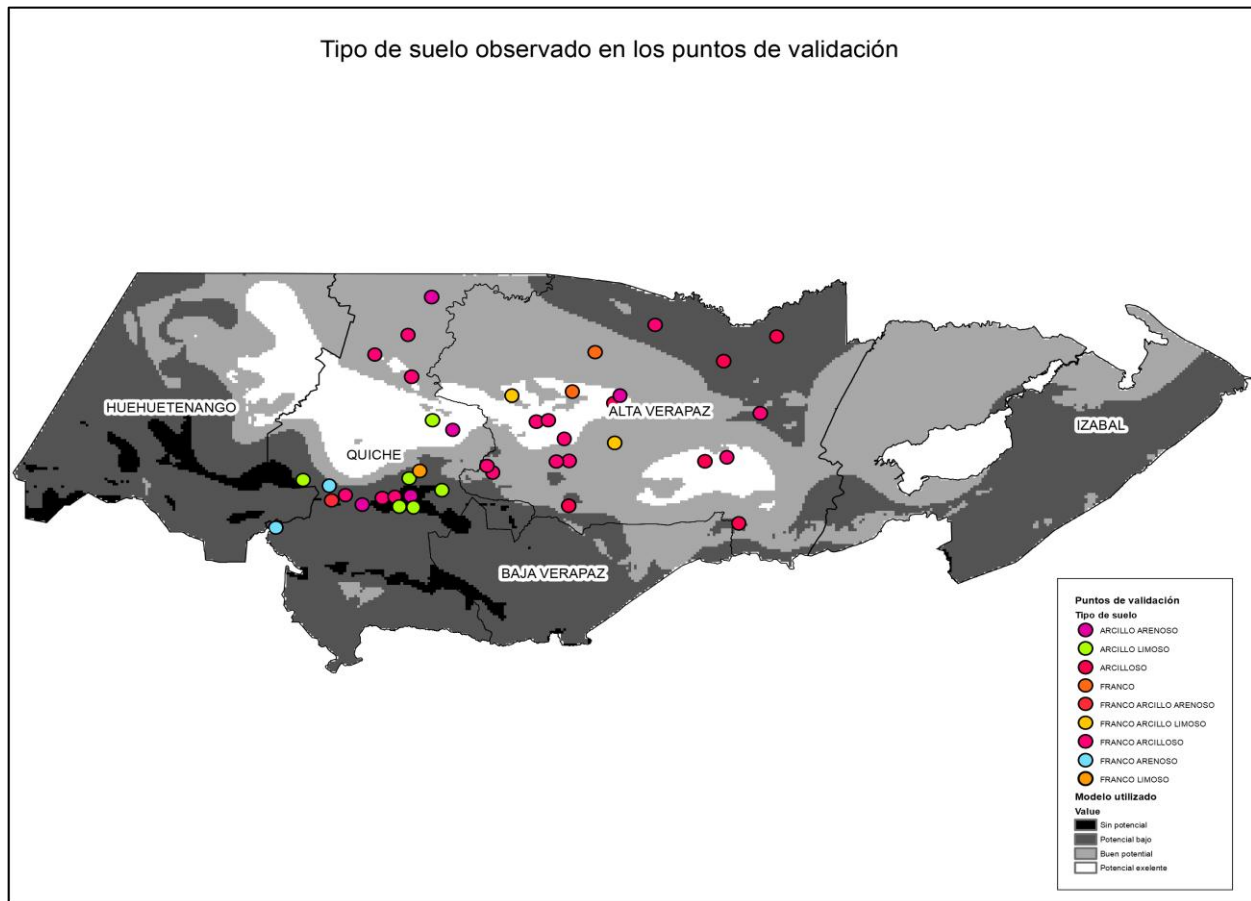 Tipo de suelo observado en los puntos de validación
HUEHUETENANGO
QUICHE
ALTA VERAPAZ
IZABAL
BAJA VERAPAZ
Puntos de validación
Tipo de suelo
ARCILLO ARENOSO
ARCILLO LIMOSO
ARCILLOSO
FRANCO
FRANCO ARCILLO ARENOSO
FRANCO ARCILLO LIMOSO
FRANCO ARCILLOSO
FRANCO ARENOSO
FRANCO LIMOSO
Modelo utilizado
Value
Sin potencial
Potencial bajo
Buen potential
Potencial exelente